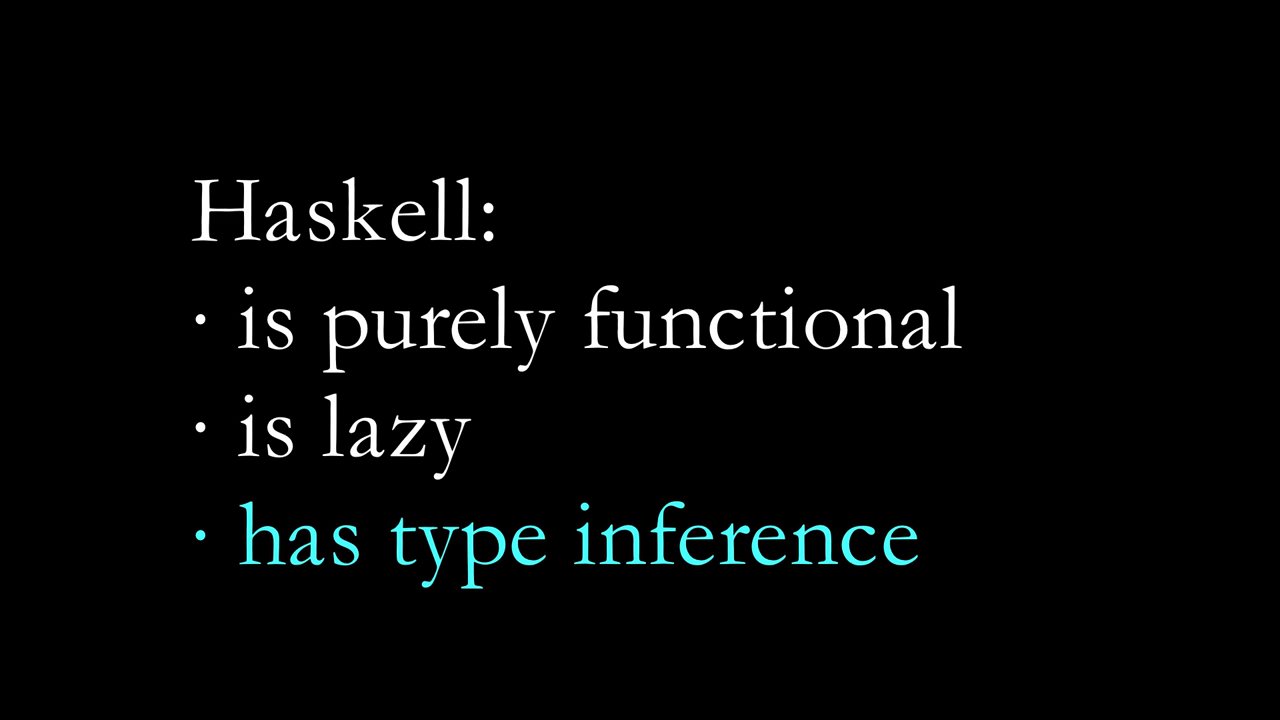 Haskell:
· is purely functional
· is lazy
· has type inference